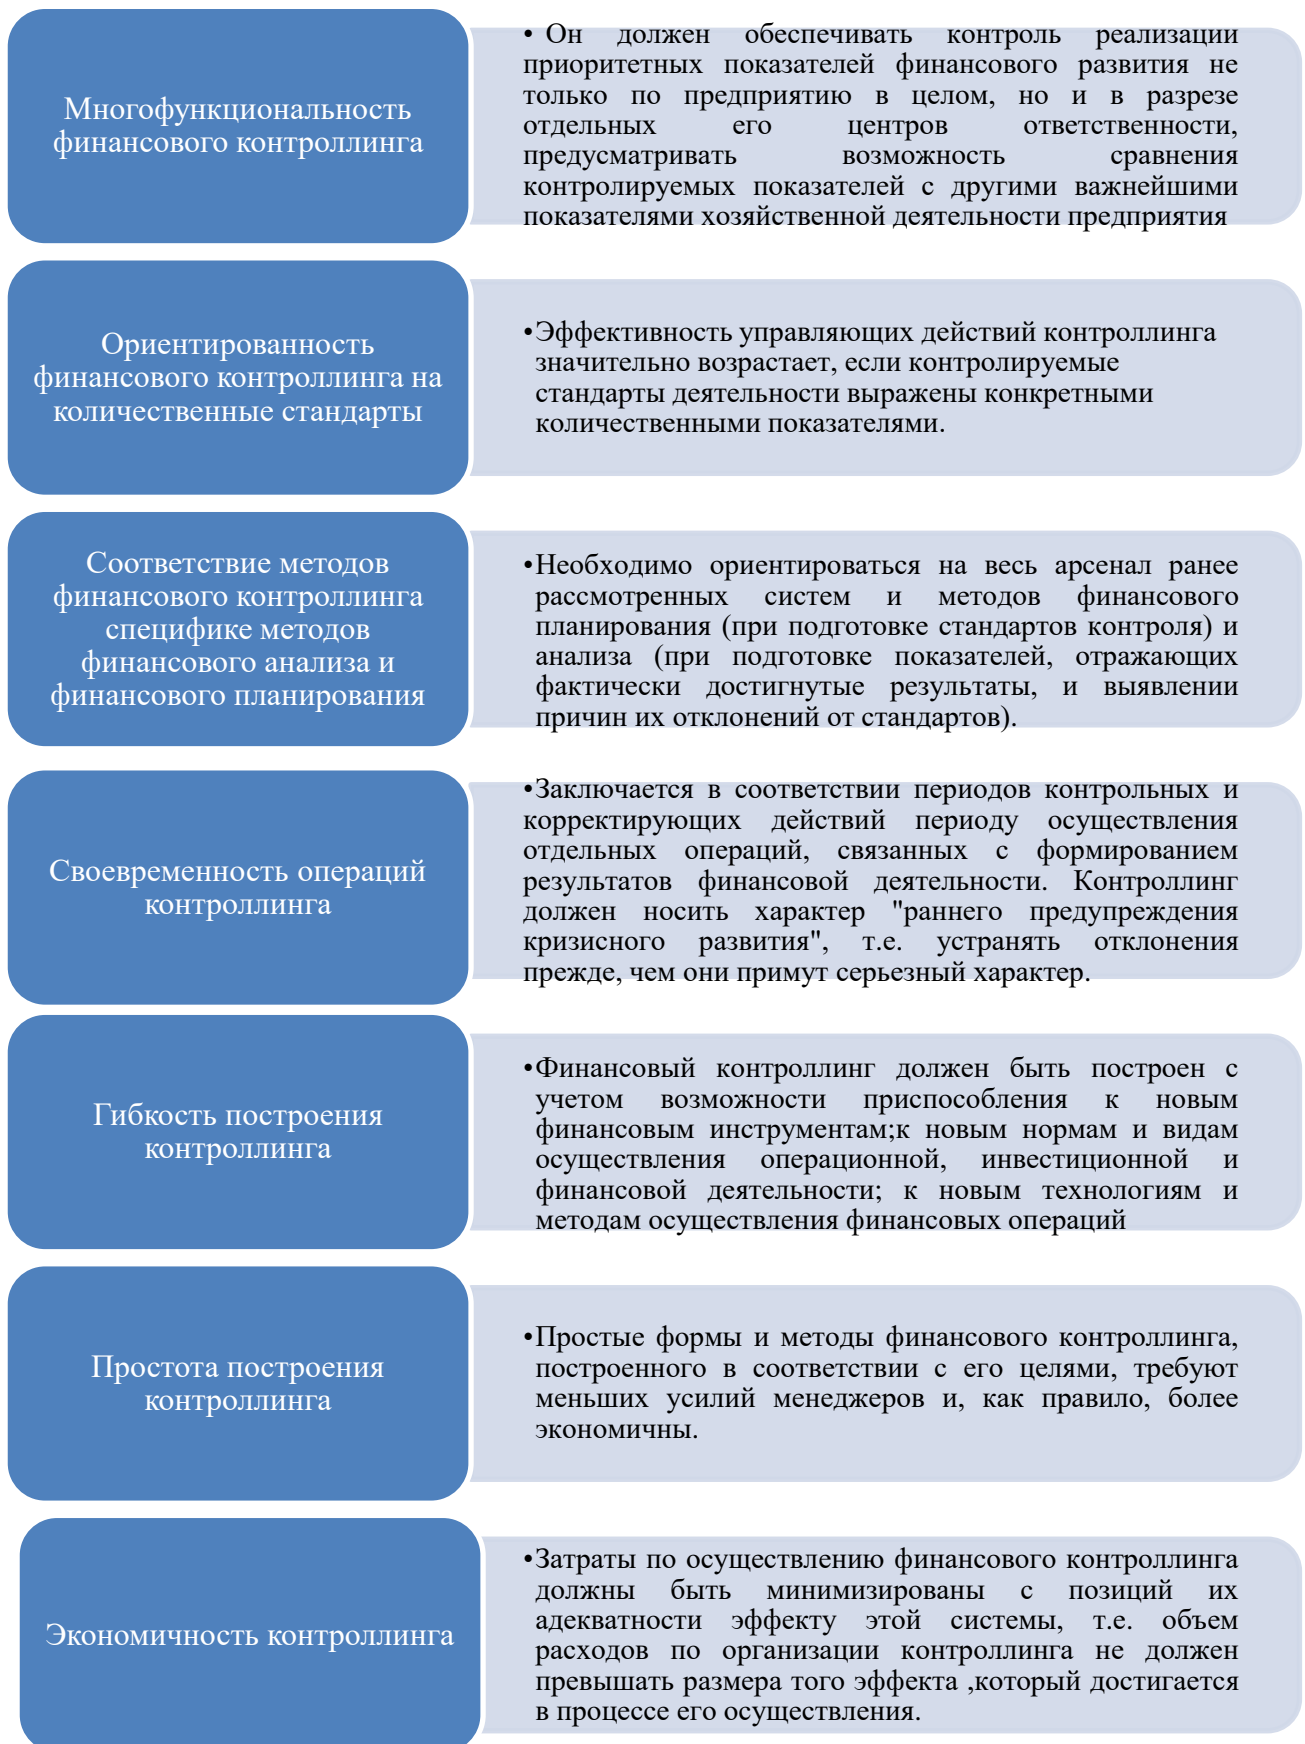 Многофункциональность
финансового контроллинга
• Он должен обеспечивать контроль реализации
приоритетных показателей финансового развития не
только по предприятию в целом, но и в разрезе
отдельных его центров ответственности,
предусматривать возможность сравнения
контролируемых показателей с другими важнейшими
показателями хозяйственной деятельности предприятия
Ориентированность
финансового контроллинга на
количественные стандарты
•Эффективность управляющих действий контроллинга
значительно возрастает, если контролируемые
стандарты деятельности выражены конкретными
количественными показателями.
Соответствие методов
финансового контроллинга
специфике методов
финансового анализа и
финансового планирования
•Необходимо ориентироваться на весь арсенал ранее
рассмотренных систем и методов финансового
планирования (при подготовке стандартов контроля) и
анализа (при подготовке показателей, отражающих
фактически достигнутые результаты, и выявлении
причин их отклонений от стандартов).
Своевременность операций
контроллинга
•Заключается в соответствии периодов контрольных и
корректирующих действий периоду осуществления
отдельных операций, связанных с формированием
результатов финансовой деятельности. Контроллинг
должен носить характер "раннего предупреждения
кризисного развития", т.е. устранять отклонения
прежде, чем они примут серьезный характер.
Гибкость построения
контроллинга
•Финансовый контроллинг должен быть построен с
учетом возможности приспособления к новым
финансовым инструментам;к новым нормам и видам
осуществления операционной, инвестиционной и
финансовой деятельности; к новым технологиям и
методам осуществления финансовых операций
Простота построения
контроллинга
•Простые формы и методы финансового контроллинга,
построенного в соответствии с его целями, требуют
меньших усилий менеджеров и, как правило, более
экономичны.
Экономичность контроллинга
•Затраты по осуществлению финансового контроллинга
должны быть минимизированы с позиций их
адекватности эффекту этой системы, т.е. объем
расходов по организации контроллинга не должен
превышать размера того эффекта ,который достигается
в процессе его осуществления.